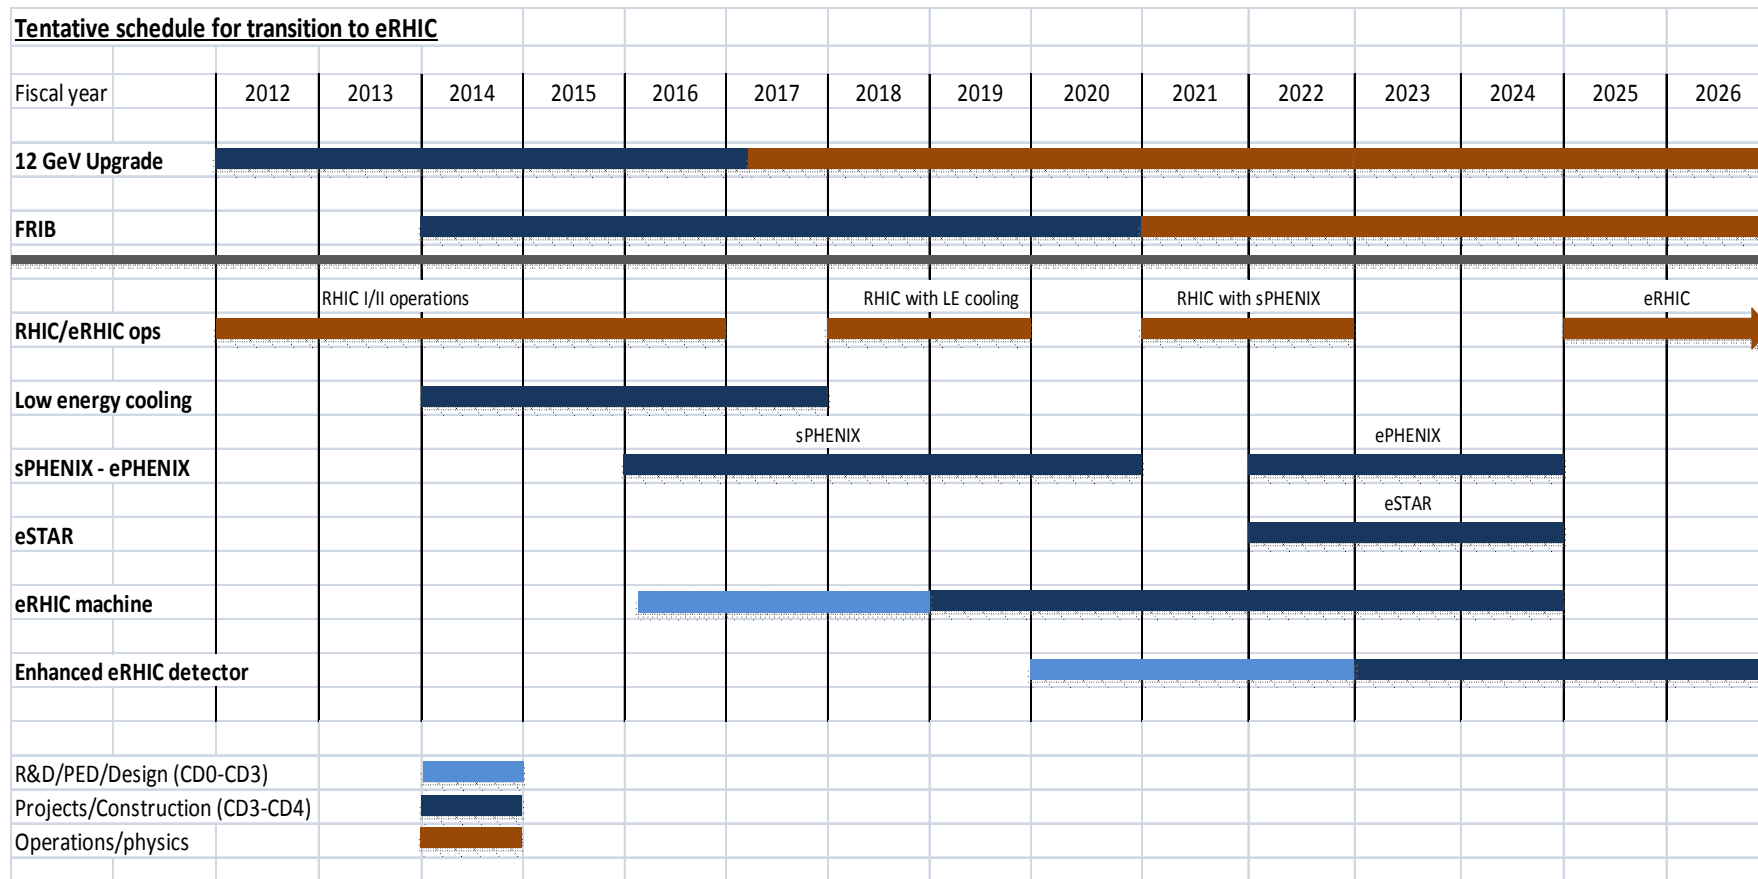 Tentative schedule for transition to eRHIC
Fiscal year 2012 2013 2014 2015 2016 2017 2018 2019 2020 2021 2022 2023 2024 2025 2026
12 GeV Upgrade
FRIB
RHIC I/II operations RHIC with LE cooling RHIC with sPHENIX eRHIC
RHIC/eRHIC ops
Low energy cooling
sPHENIX ePHENIX
sPHENIX - ePHENIX
eSTAR
eSTAR
eRHIC machine
Enhanced eRHIC detector
R&D/PED/Design (CD0-CD3)
Projects/Construction (CD3-CD4)
Operations/physics